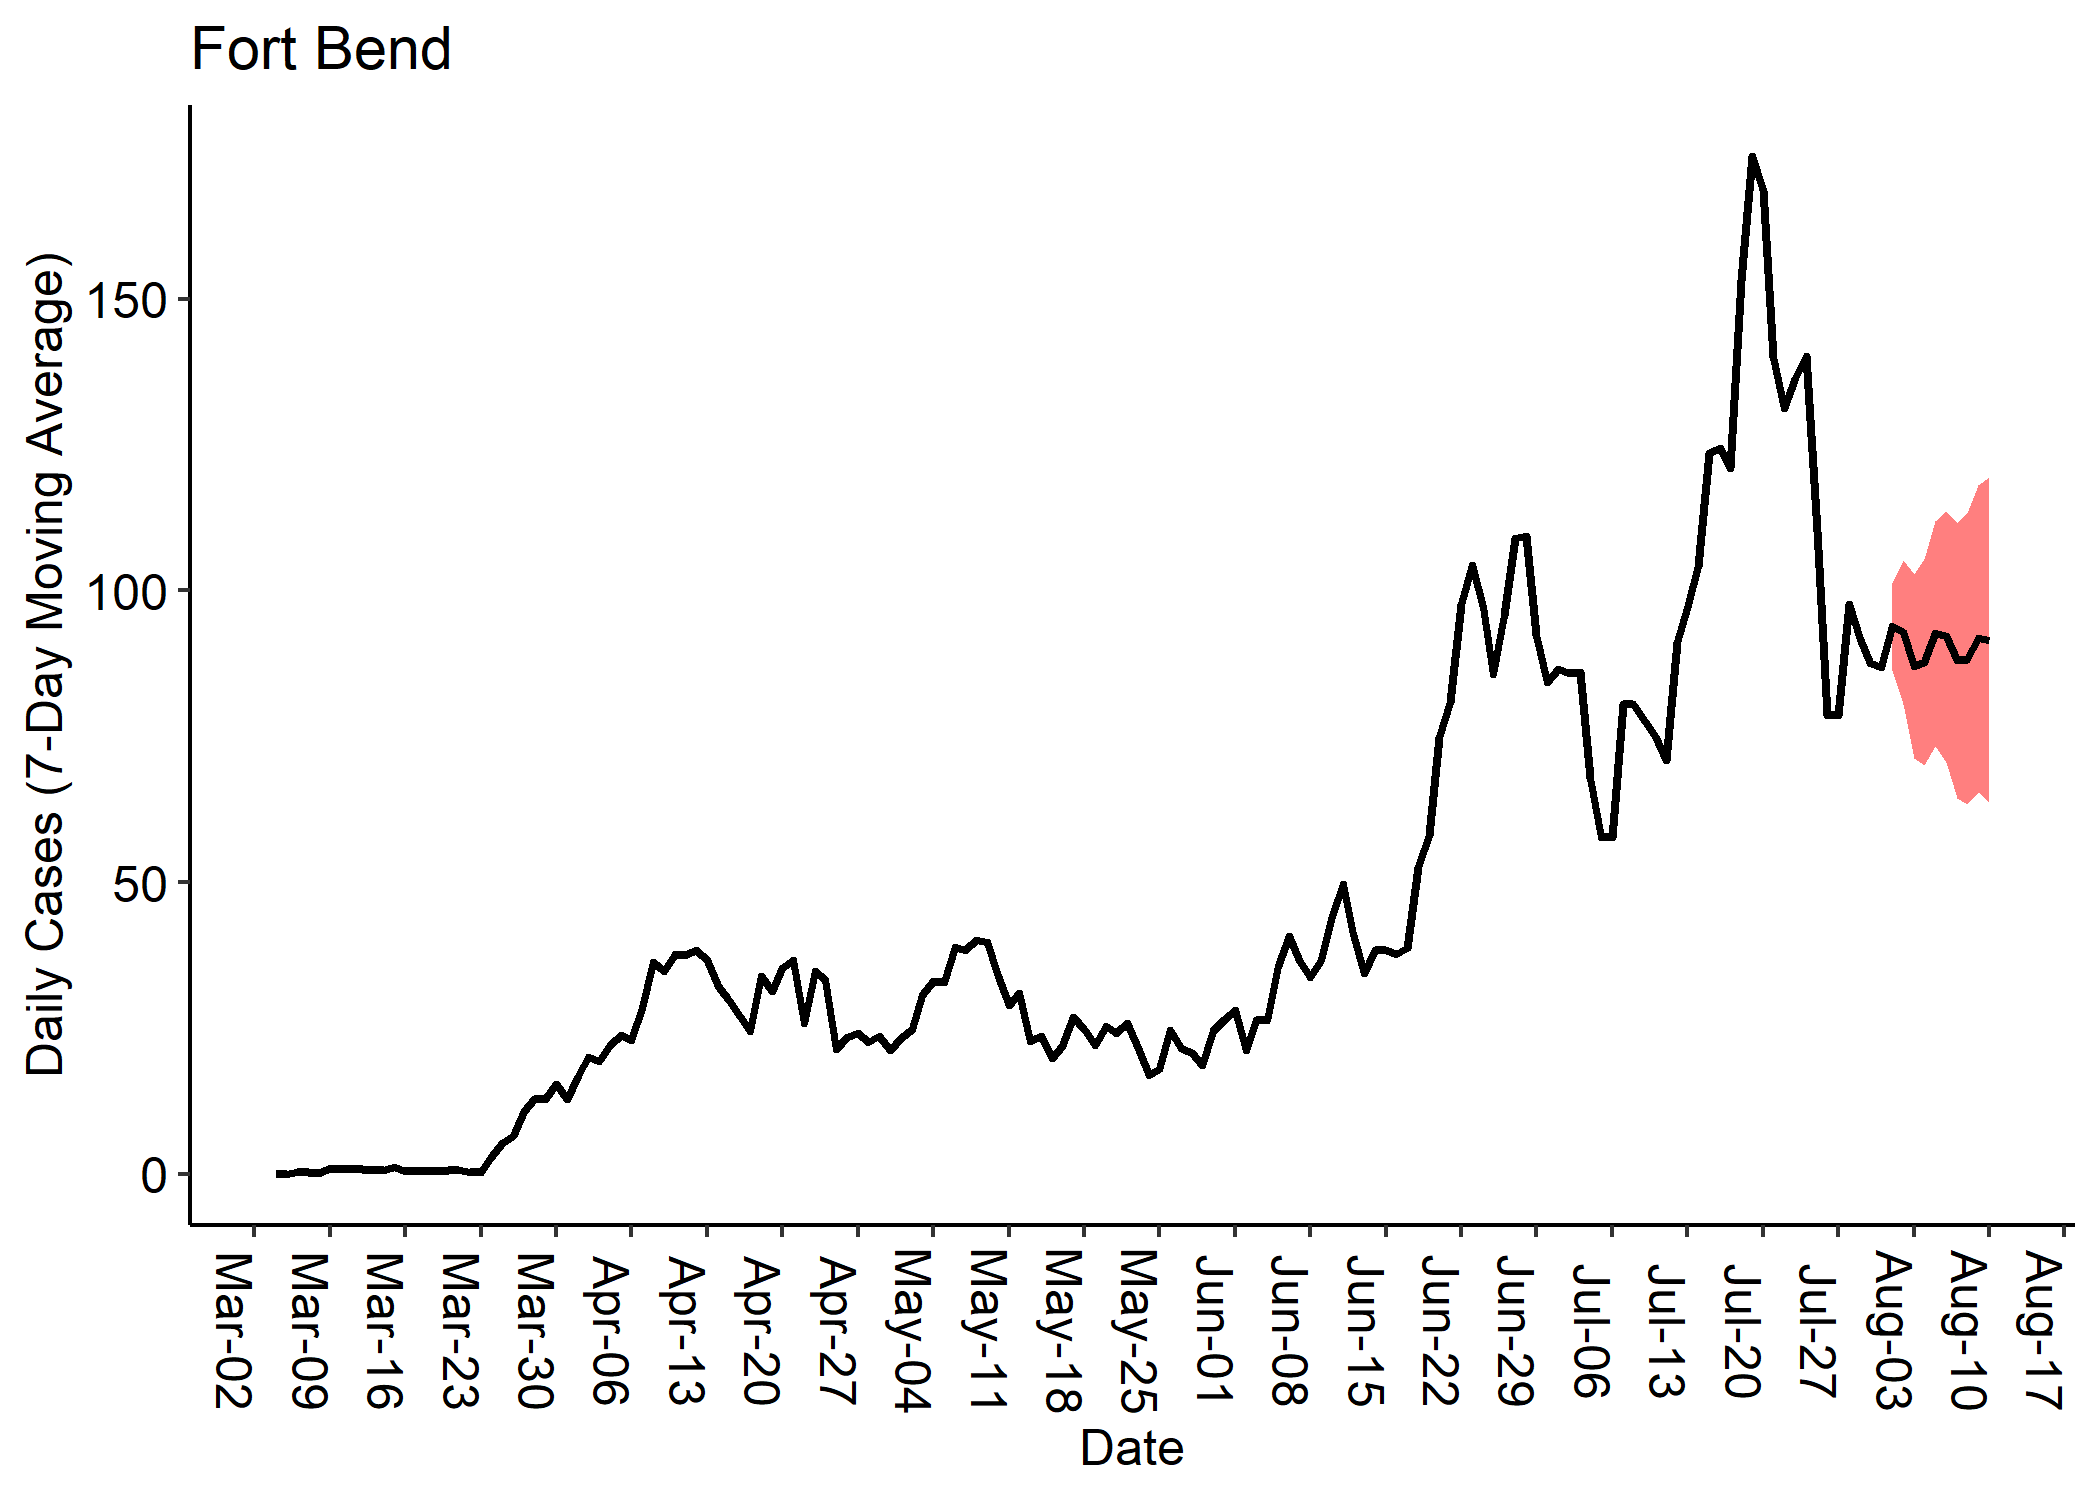 Fort Bend
Daily Cases (7-Day Moving Average)
150
100
50
0
Mar-02
Mar-09
Mar-16
Mar-23
Mar-30
Apr-06
Apr-13
Apr-20
Apr-27
May-04
May-11
May-18
May-25
Jun-01
Jun-08
Jun-15
Jun-22
Jun-29
Jul-06
Jul-13
Jul-20
Jul-27
Aug-03
Aug-10
Aug-17
Date